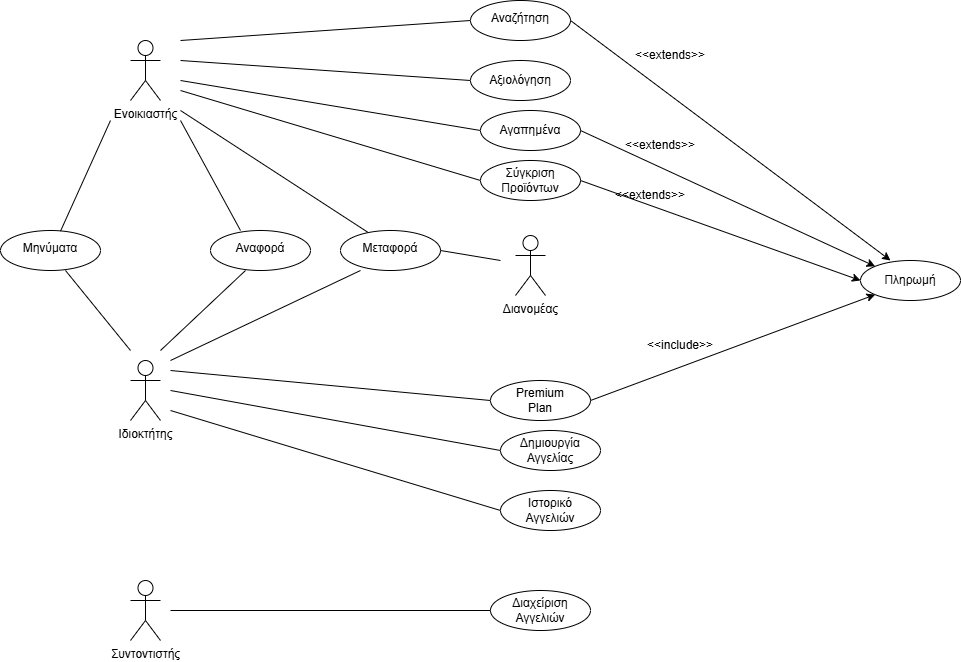 Αναζήτηση
<<extends>>
Αξιολόγηση
Ενοικιαστής
Αγαπημένα
<<extends>>
Σύγκριση
Προϊόντων
<<extends>>
Μηνύματα
Αναφορά
Μεταφορά
Διανομέας
Πληρωμή
<<include>>
Premium
Plan
Ιδιοκτήτης
Δημιουργία
Αγγελίας
Ιστορικό
Αγγελιών
Διαχείριση
Αγγελιών
Συντοντιστής